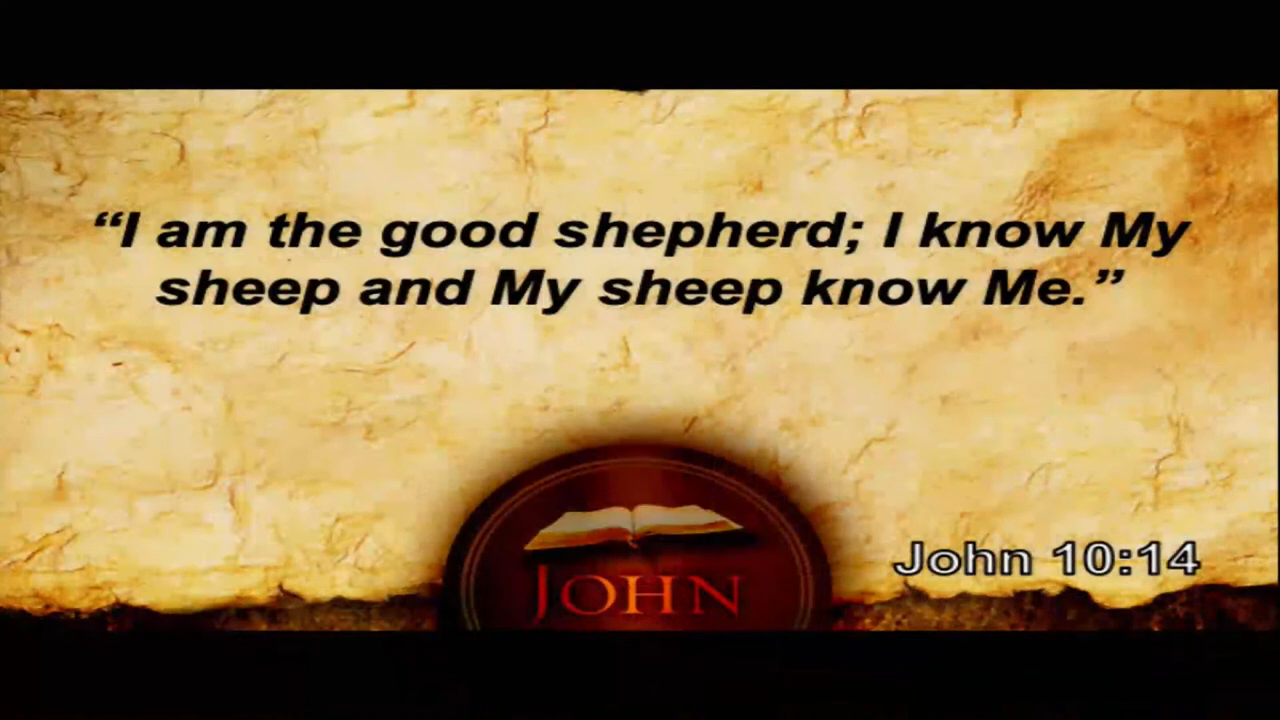 “I am the good shepherd; I know My
sheep and My sheep know Me.”
John 10:14
JOHN